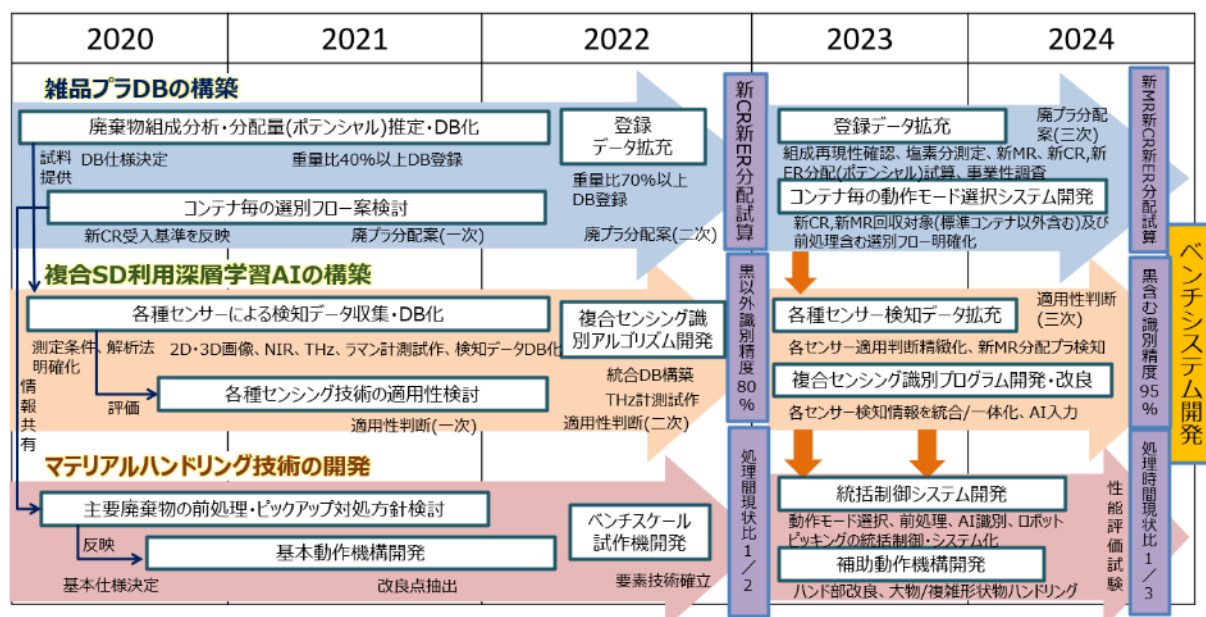 2020
2021
2022
2023
2024
雑品プラDBの構築
廃棄物組成分析・分配量(ポテンシャル)推定・DB化
試料
提供
DB仕様決定
重量比40%以上DB登録
コンテナ毎の選別フロー案検討
新CR受入基準を反映
廃プラ分配案(一次)
登録
データ拡充
重量比70%以上
DB登録
廃プラ分配案(二次)
新CR新ER分配試算
登録データ拡充
廃プラ分配
案(三次)
組成再現性確認、塩素分測定、新MR、新CR,新
ER分配(ポテンシャル)試算、事業性調査
コンテナ毎の動作モード選択システム開発
新CR,新MR回収対象(標準コンテナ以外含む)及び
前処理含む選別フロー明確化
新MR新CR新ER分配試算
複合SD利用深層学習AIの構築
各種センサーによる検知データ収集・DB化
測定条件、解析法
明確化
2D・3D画像、NIR、THz、ラマン計測試作、検知データDB化
評価
各種センシング技術の適用性検討
適用性判断(一次)
情報共有
複合センシング識
別アルゴリズム開発
統合DB構築
THz計測試作
適用性判断(二次)
黒以外識別精度80%
各種センサー検知データ拡充
適用性判断
(三次)
各センサー適用判断精緻化、新MR分配プラ検知
複合センシング識別プログラム開発・改良
各センサー検知情報を統合/一体化、AI入力
黒含む識別精度95%
マテリアルハンドリング技術の開発
主要廃棄物の前処理・ピックアップ対処方針検討
反映
基本動作機構開発
基本仕様決定
改良点抽出
ベンチスケール
試作機開発
要素技術確立
処理間現状比1/2
統括制御システム開発
動作モード選択、前処理、AI識別、ロボット
ピッキングの統括制御・システム化
補助動作機構開発
ハンド部改良、大物/複雑形状物ハンドリング
性能評価試験
処理時間現状比1/3
ベンチシステム開発